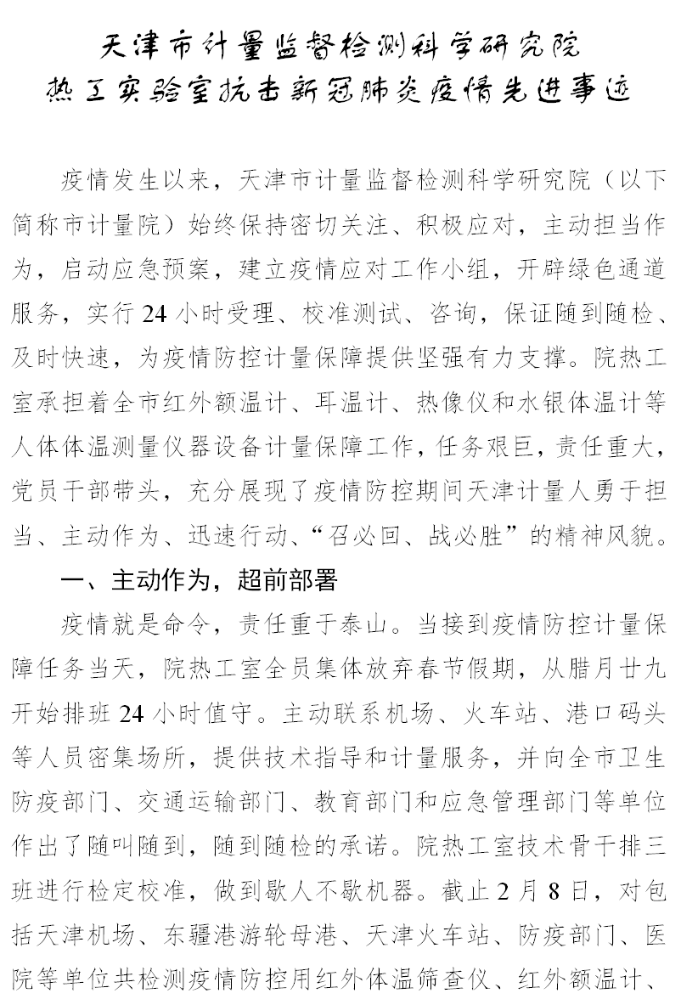 天津市计量监督检测科学研究院
热工实验室抗击新冠肺炎疫情先进事迹
疫情发生以来，天津市计量监督检测科学研究院（以下
简称市计量院）始终保持密切关注、积极应对，主动担当作
为，启动应急预案，建立疫情应对工作小组，开辟绿色通道
服务，实行 24 小时受理、校准测试、咨询，保证随到随检、
及时快速，为疫情防控计量保障提供坚强有力支撑。院热工
室承担着全市红外额温计、耳温计、热像仪和水银体温计等
人体体温测量仪器设备计量保障工作，任务艰巨，责任重大，
党员干部带头，充分展现了疫情防控期间天津计量人勇于担
当、主动作为、迅速行动、“召必回、战必胜”的精神风貌。
一、主动作为，超前部署
疫情就是命令，责任重于泰山。当接到疫情防控计量保
障任务当天，院热工室全员集体放弃春节假期，从腊月廿九
开始排班 24 小时值守。主动联系机场、火车站、港口码头
等人员密集场所，提供技术指导和计量服务，并向全市卫生
防疫部门、交通运输部门、教育部门和应急管理部门等单位
作出了随叫随到，随到随检的承诺。院热工室技术骨干排三
班进行检定校准，做到歇人不歇机器。截止 2 月 8 日，对包
括天津机场、东疆港游轮母港、天津火车站、防疫部门、医
院等单位共检测疫情防控用红外体温筛查仪、红外额温计、